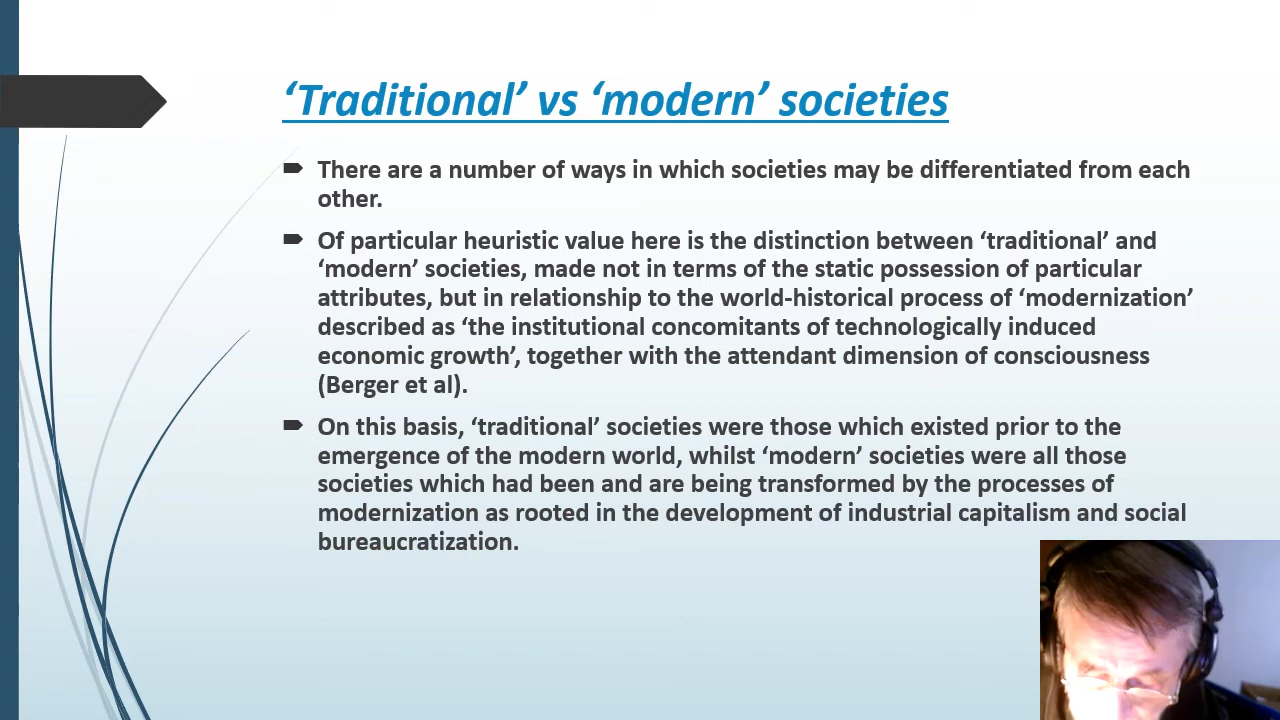 ‘Traditional’ vs ‘modern’ societies
There are a number of ways in which societies may be differentiated from each
other.
Of particular heuristic value here is the distinction between ‘traditional’ and
‘modern’ societies, made not in terms of the static possession of particular
attributes, but in relationship to the world-historical process of ‘modernization’
described as ‘the institutional concomitants of technologically induced
economic growth’, together with the attendant dimension of consciousness
(Berger et al).
On this basis, ‘traditional’ societies were those which existed prior to the
emergence of the modern world, whilst ‘modern’ societies were all those
societies which had been and are being transformed by the processes of
modernization as rooted in the development of industrial capitalism and social
bureaucratization.